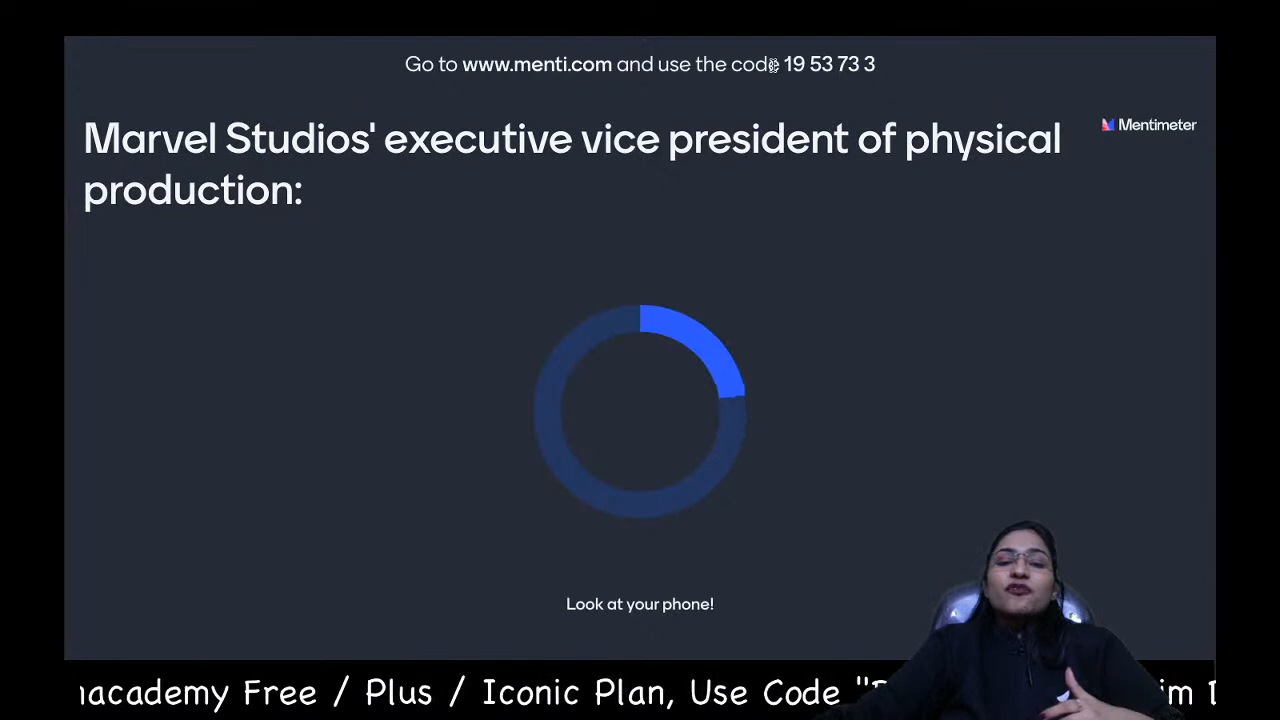 Go to www.menti.com and use the code 19 53 73 3
Mentimeter
Marvel Studios' executive vice president of physical
production:
Look at your phone!
Free / Plus / Iconic Plan, Use Code